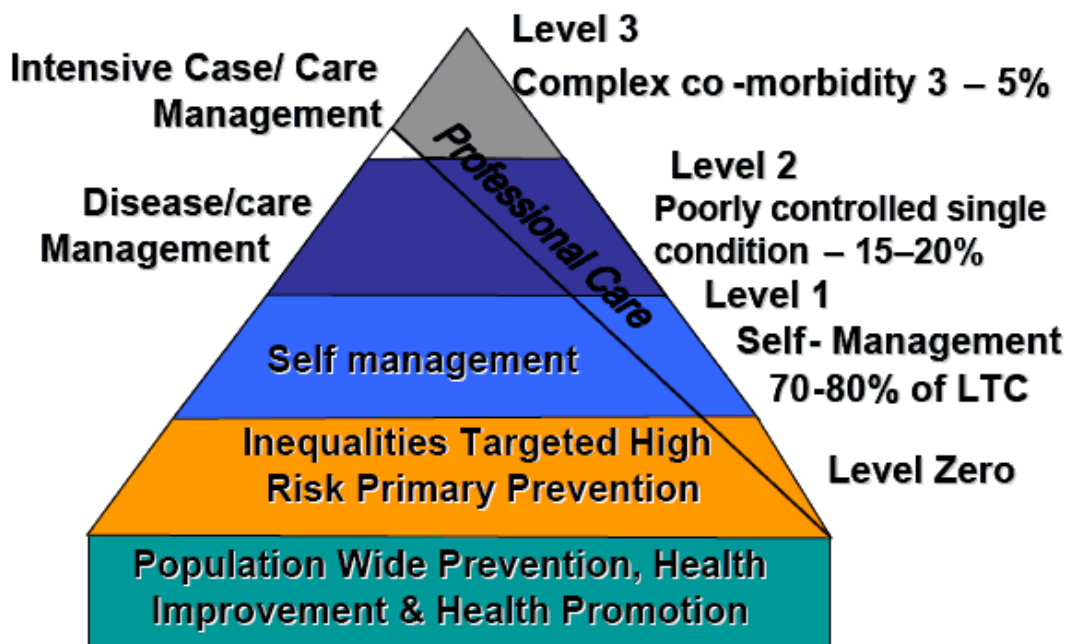 Level 3
Intensive Case/ Care
Management
Complex co -morbidity 3 – 5%
Professional Care
Level 2
Disease/care
Management
Poorly controlled single
condition – 15–20%
Level 1
Self- Management
70-80% of LTC
Self management
Inequalities Targeted High
Risk Primary Prevention
Level Zero
Population Wide Prevention, Health
Improvement & Health Promotion